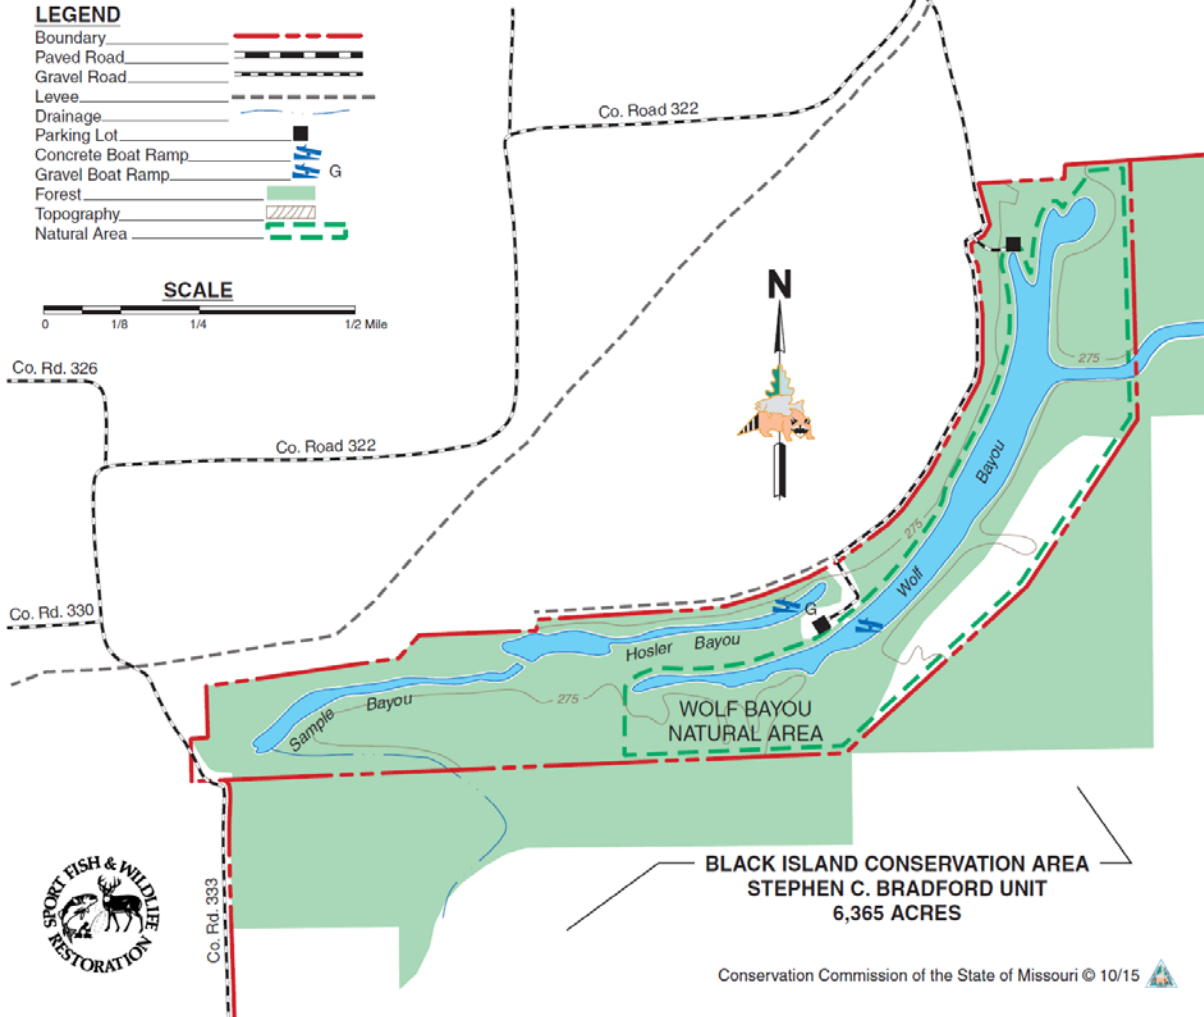 LEGEND
Boundary
Paved Road
Gravel Road
Levee
Drainage
Parking Lot
Concrete Boat Ramp
Gravel Boat Ramp G
Forest
Topography
Natural Area
SCALE
0 1/8 1/4 1/2 Mile
Co. Road 322
N
Co. Rd. 326
275
Co. Road 322
Bayou
275
Wolf
Co. Rd. 330
G
Hosler Bayou
275
Bayou
Sample
WOLF BAYOU
NATURAL AREA
BLACK ISLAND CONSERVATION AREA
STEPHEN C. BRADFORD UNIT
6,365 ACRES
Co. Rd. 333
SPORT FISH & WILDLIFE
RESTORATION
Conservation Commission of the State of Missouri © 10/15